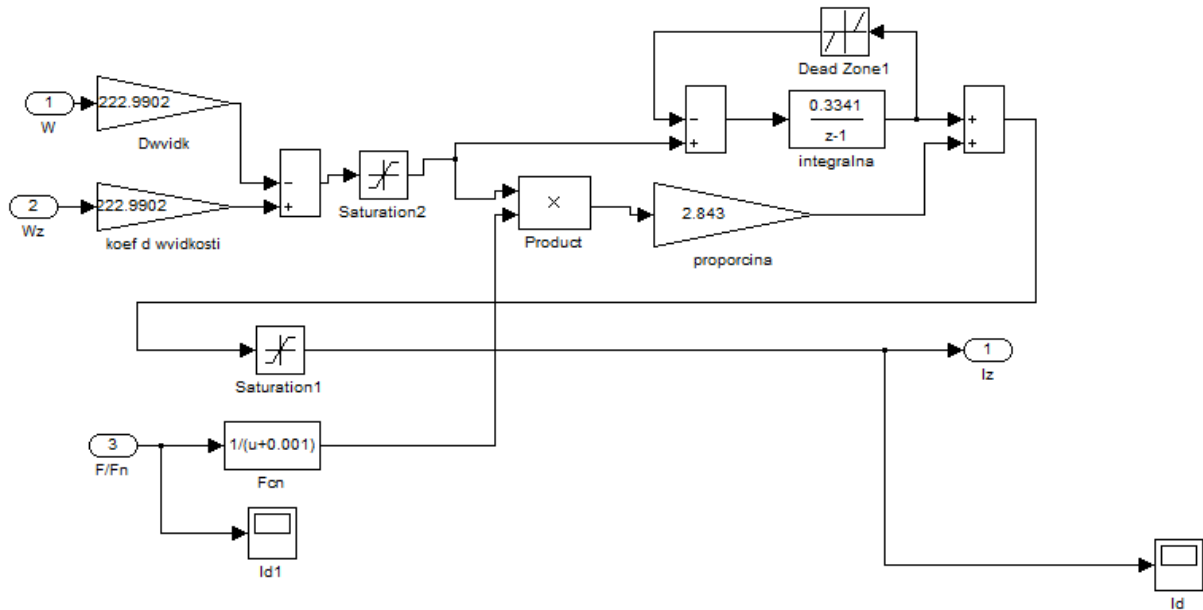 Dead Zone1
1
W
222.9902
Dwvidk
−
+
0.3341
z-1
integralna
+
+
−
+
Saturation2
2
Wz
222.9902
koef d wvidkosti
×
Product
2.843
proporcina
Saturation1
1
Iz
3
F/Fn
1/(u+0.001)
Fcn
Id1
Id